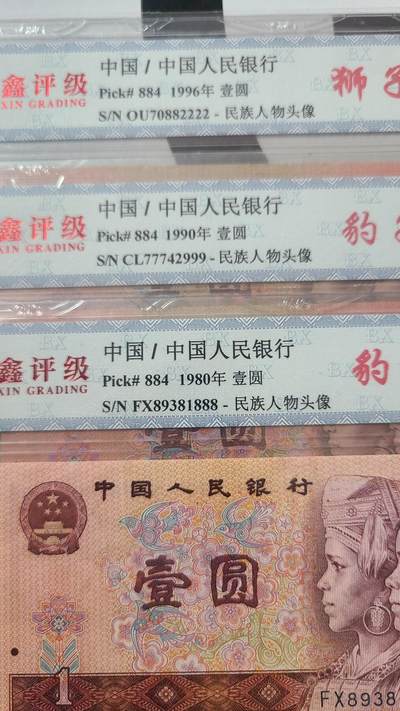 鑫评级
XIN GRADING
中国 / 中国人民银行
Pick# 884 1996年 壹圆
S/N OU70882222 - 民族人物头像
狮子
鑫评级
XIN GRADING
中国 / 中国人民银行
Pick# 884 1990年 壹圆
S/N CL77742999 - 民族人物头像
豹
鑫评级
XIN GRADING
中国 / 中国人民银行
Pick# 884 1980年 壹圆
S/N FX89381888 - 民族人物头像
豹
中国人民银行
壹圆
1
FX8938